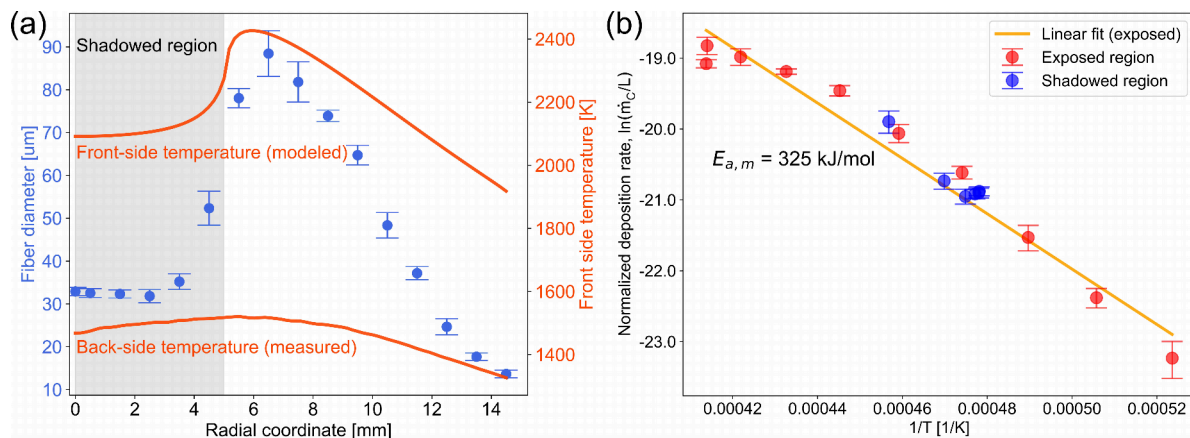 (a)
Shadowed region
Front-side temperature (modeled)
Back-side temperature (measured)
Fiber diameter [um]
90
80
70
60
50
40
30
20
10
Front side temperature [K]
2400
2200
2000
1800
1600
1400
0 2 4 6 8 10 12 14
Radial coordinate [mm]
(b)
Linear fit (exposed)
Exposed region
Shadowed region
Eₐ,ₘ = 325 kJ/mol
Normalized deposition rate, ln(ṁ_C/L)
-19.0
-20.0
-21.0
-22.0
-23.0
0.00042 0.00044 0.00046 0.00048 0.00050 0.00052
1/T [1/K]